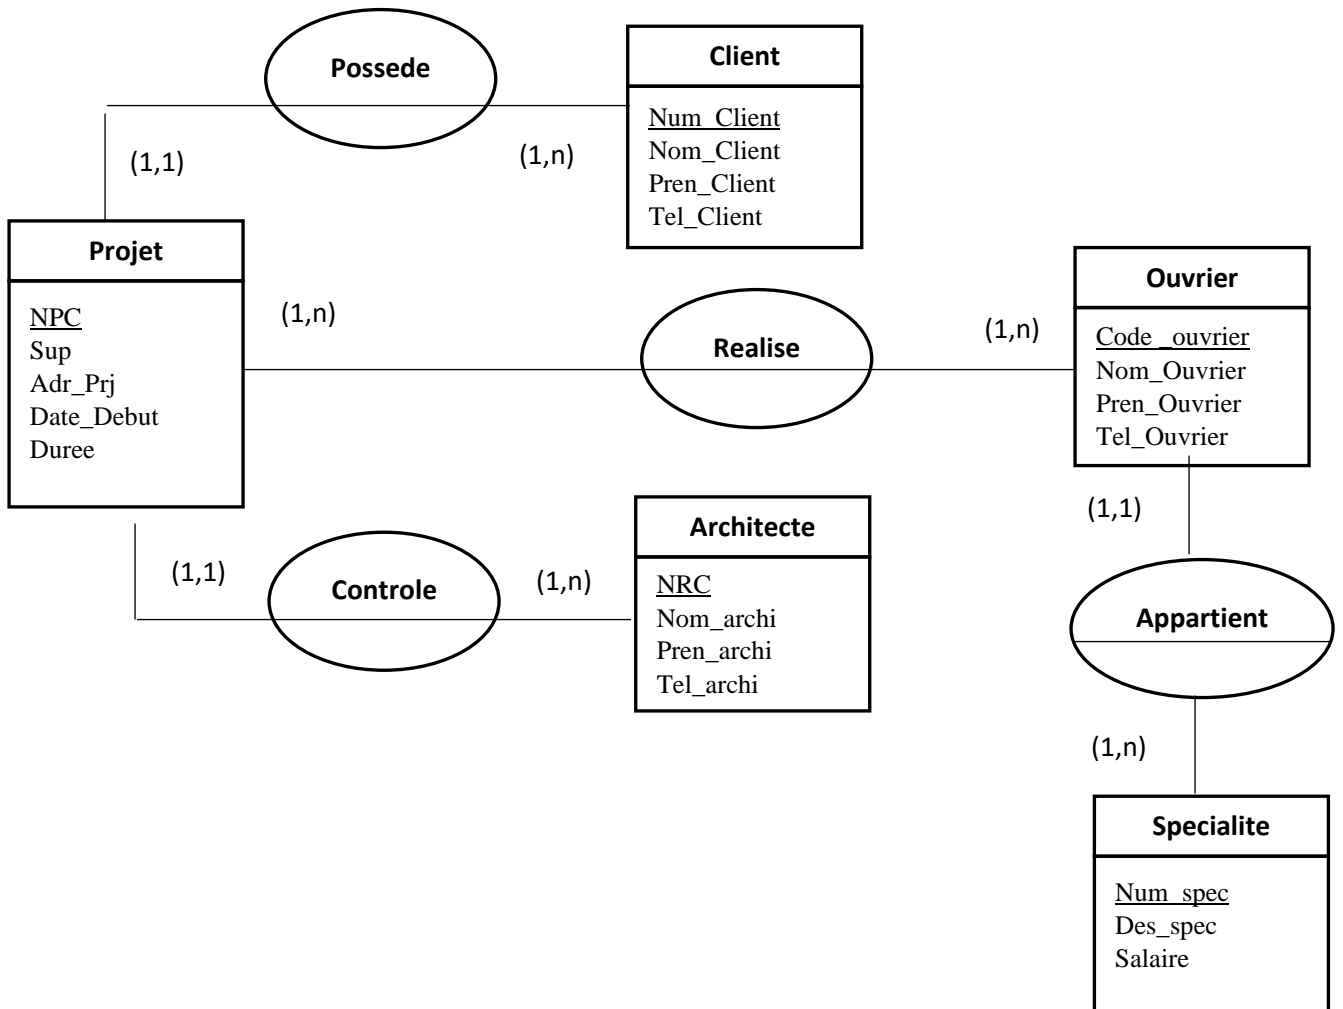 Possede
Client
Num_Client
Nom_Client
Pren_Client
Tel_Client
(1,1)
(1,n)
Projet
NPC
Sup
Adr_Prj
Date_Debut
Duree
(1,n)
Realise
(1,n)
Ouvrier
Code _ouvrier
Nom_Ouvrier
Pren_Ouvrier
Tel_Ouvrier
(1,1)
Controle
(1,n)
Architecte
NRC
Nom_archi
Pren_archi
Tel_archi
(1,1)
Appartient
(1,n)
Specialite
Num_spec
Des_spec
Salaire